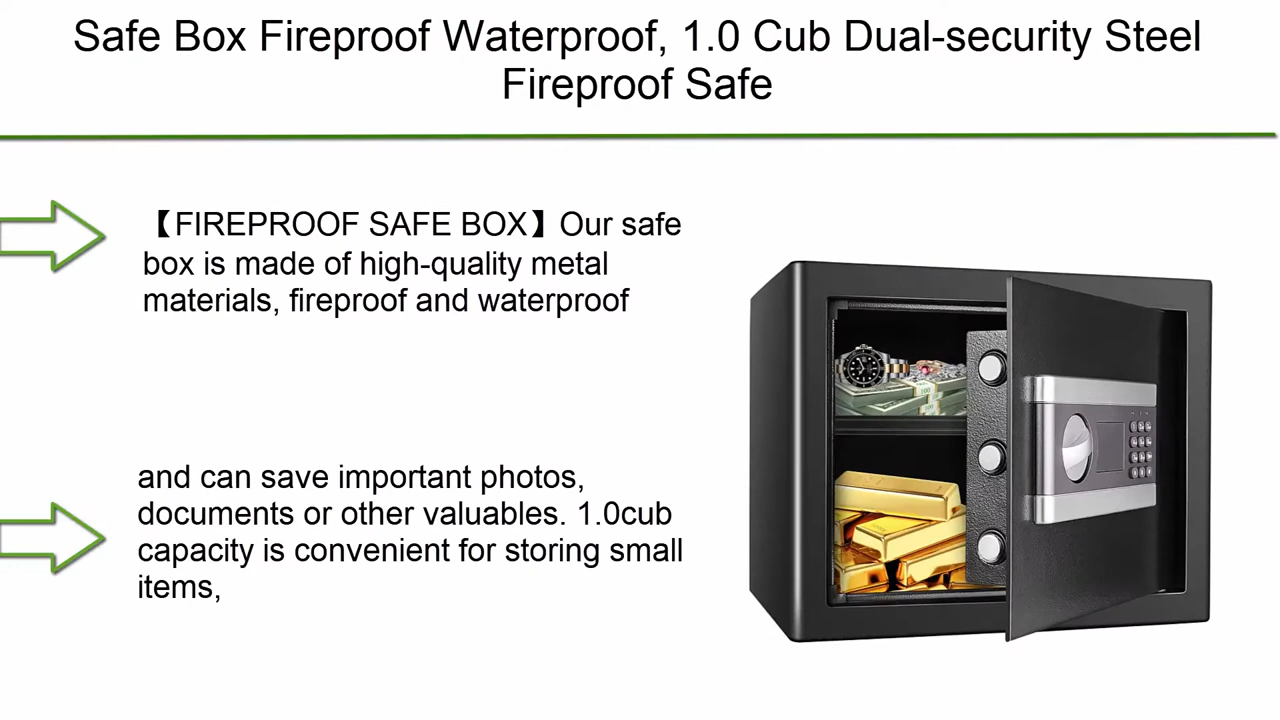 Safe Box Fireproof Waterproof, 1.0 Cub Dual-security Steel
Fireproof Safe
【FIREPROOF SAFE BOX】Our safe
box is made of high-quality metal
materials, fireproof and waterproof
and can save important photos,
documents or other valuables. 1.0cub
capacity is convenient for storing small
items,
100
100